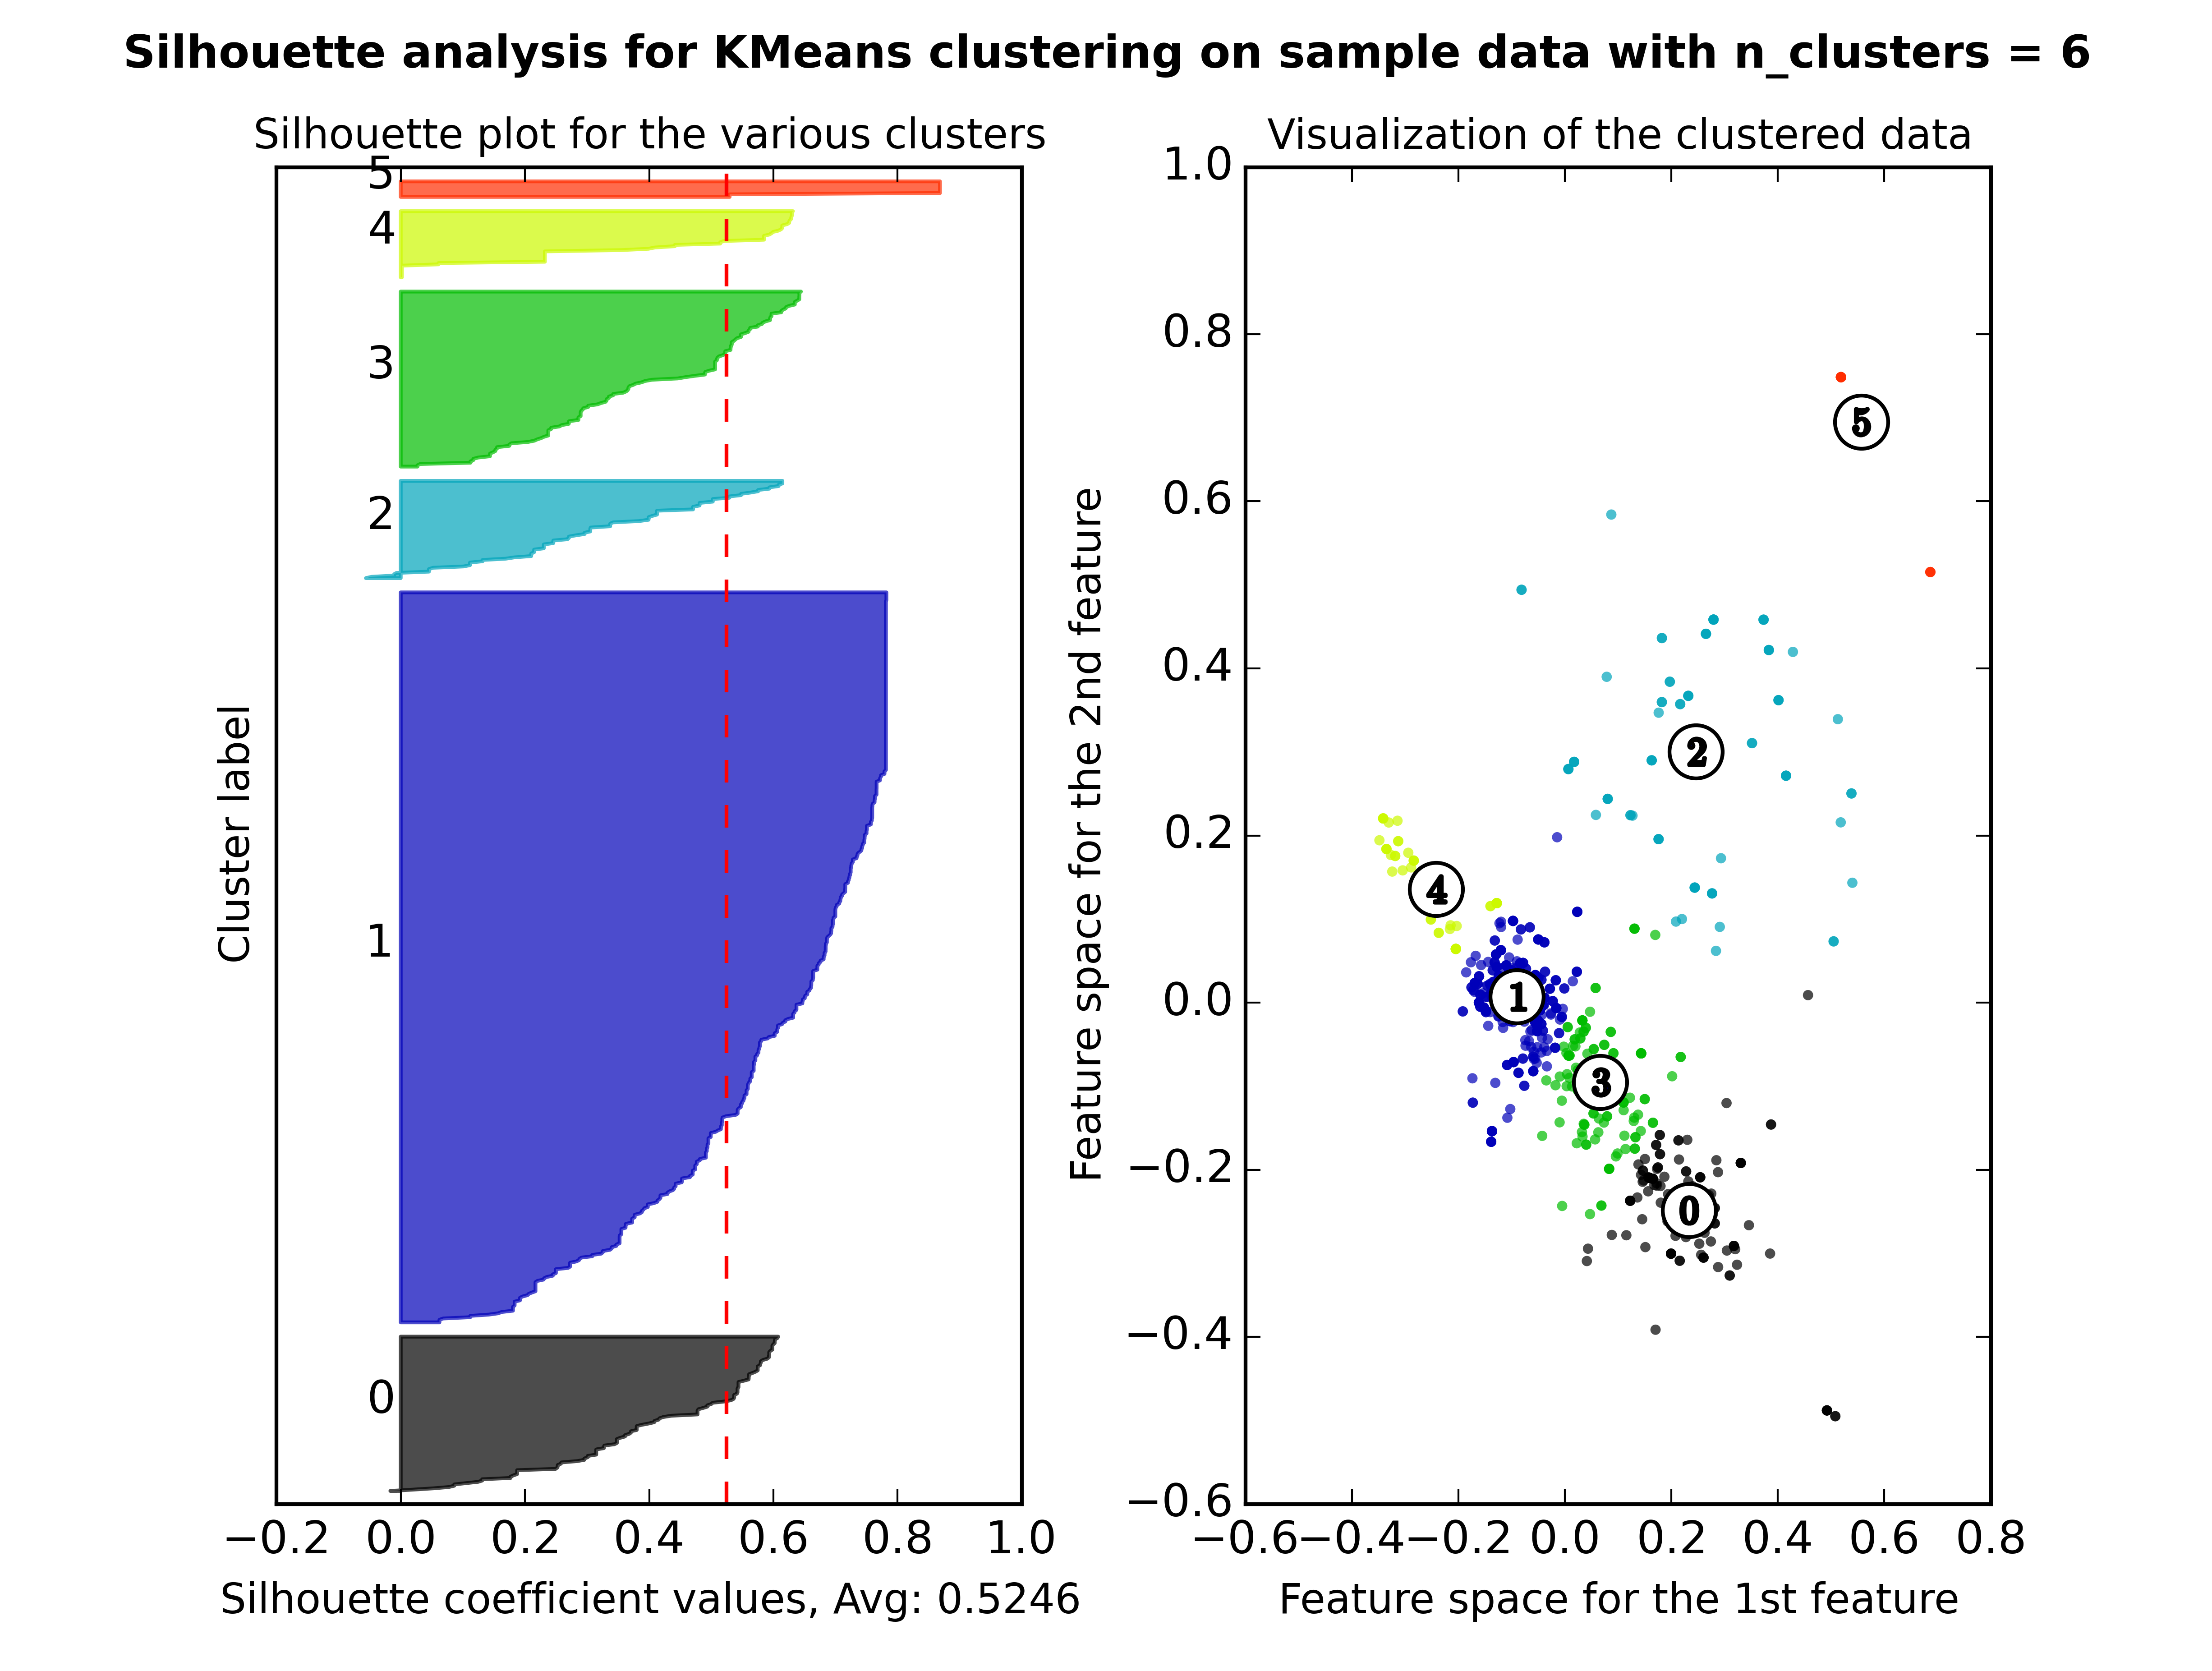 Silhouette analysis for KMeans clustering on sample data with n_clusters = 6
Silhouette plot for the various clusters
5
4
3
2
1
0
Cluster label
−0.2 0.0 0.2 0.4 0.6 0.8 1.0
Silhouette coefficient values, Avg: 0.5246
Visualization of the clustered data
1.0
0.8
0.6
0.4
0.2
0.0
−0.2
−0.4
−0.6
Feature space for the 2nd feature
5
2
4
1
3
0
−0.6 −0.4 −0.2 0.0 0.2 0.4 0.6 0.8
Feature space for the 1st feature